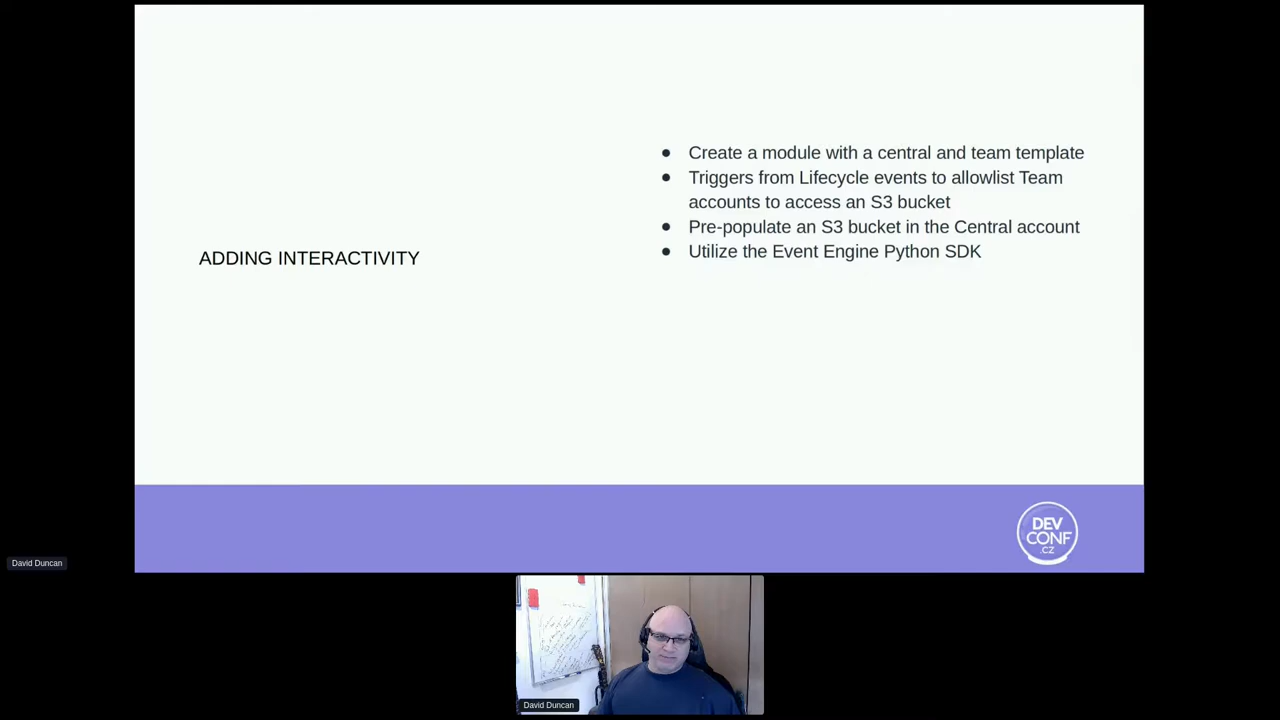 ● Create a module with a central and team template
● Triggers from Lifecycle events to allowlist Team
accounts to access an S3 bucket
● Pre-populate an S3 bucket in the Central account
● Utilize the Event Engine Python SDK
ADDING INTERACTIVITY
DEV
CONF
.CZ
David Duncan
David Duncan